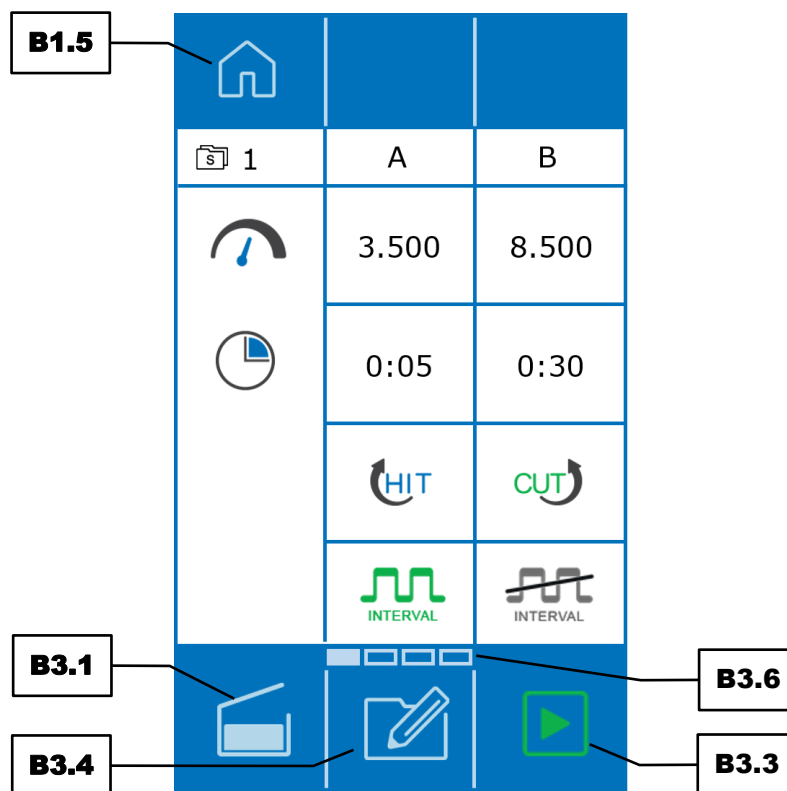 B1.5
S 1
A
B
3.500
8.500
0:05
0:30
HIT
CUT
INTERVAL
INTERVAL
B3.1
B3.6
B3.4
B3.3